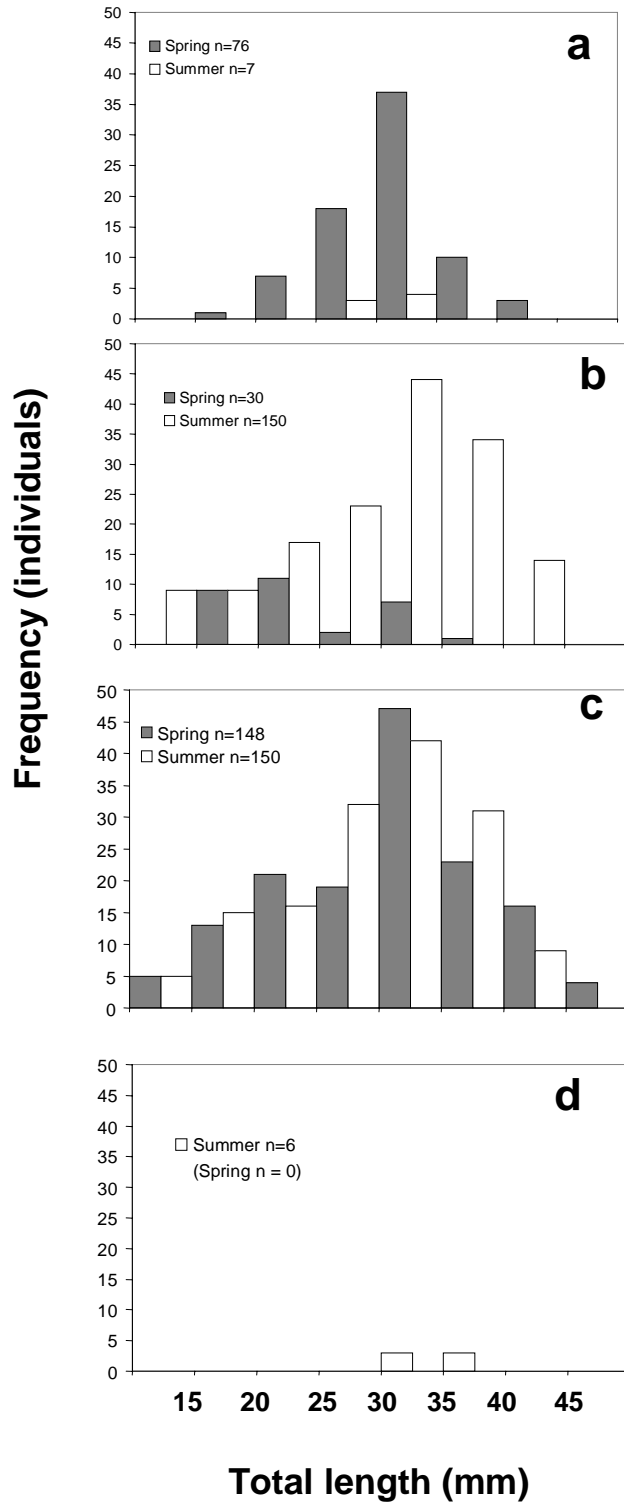 50
45
40
35
30
25
20
15
10
5
0
Spring n=76
Summer n=7
a
50
45
40
35
30
25
20
15
10
5
0
Spring n=30
Summer n=150
b
Frequency (individuals)
50
45
40
35
30
25
20
15
10
5
0
Spring n=148
Summer n=150
c
50
45
40
35
30
25
20
15
10
5
0
Summer n=6
(Spring n = 0)
d
15 20 25 30 35 40 45
Total length (mm)